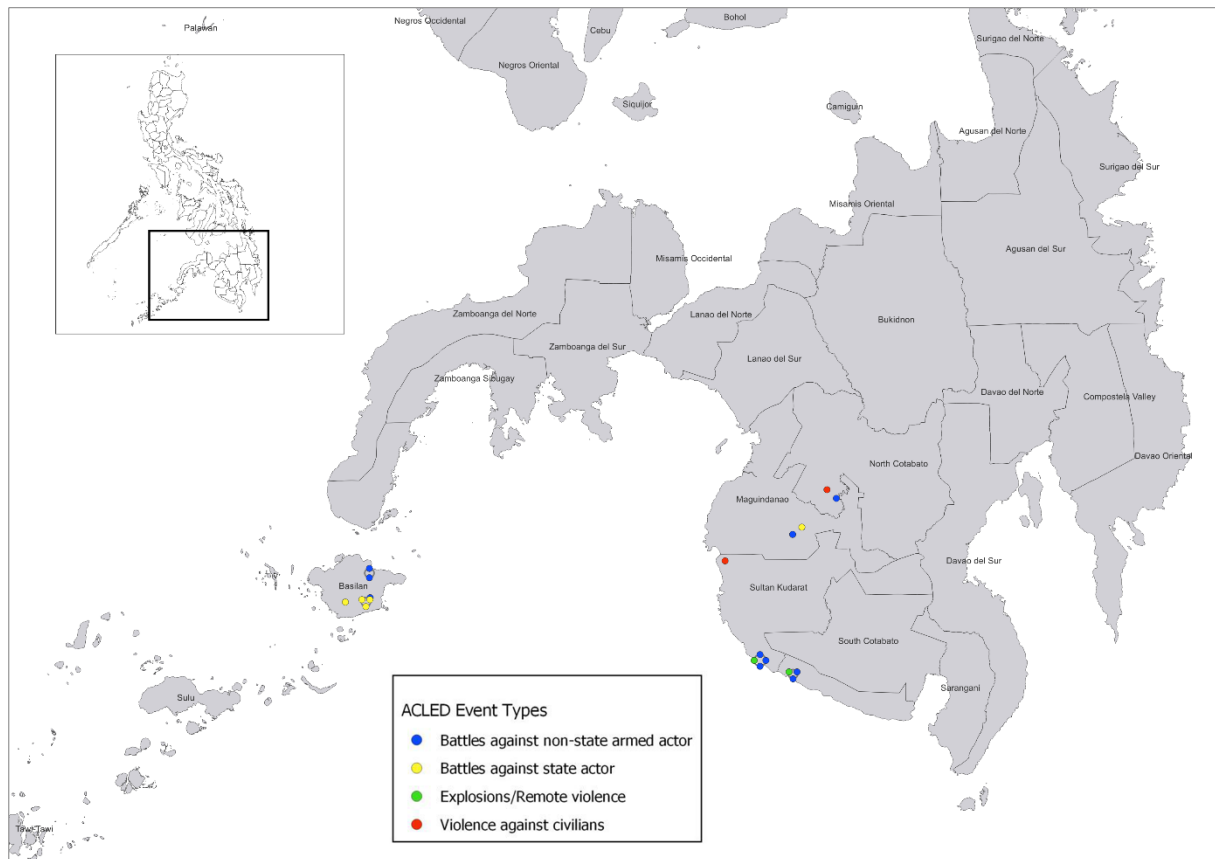 Palawan
Negros Occidental
Cebu
Bohol
Surigao del Norte
Negros Oriental
Siquijor
Camiguin
Agusan del Norte
Surigao del Sur
Misamis Oriental
Agusan del Sur
Misamis Occidental
Zamboanga del Norte
Lanao del Norte
Bukidnon
Zamboanga del Sur
Lanao del Sur
Zamboanga Sibugay
Davao del Norte
Compostela Valley
Davao Oriental
North Cotabato
Maguindanao
Davao del Sur
Basilan
Sultan Kudarat
South Cotabato
Sarangani
Sulu
Tawi-Tawi
ACLED Event Types
Battles against non-state armed actor
Battles against state actor
Explosions/Remote violence
Violence against civilians